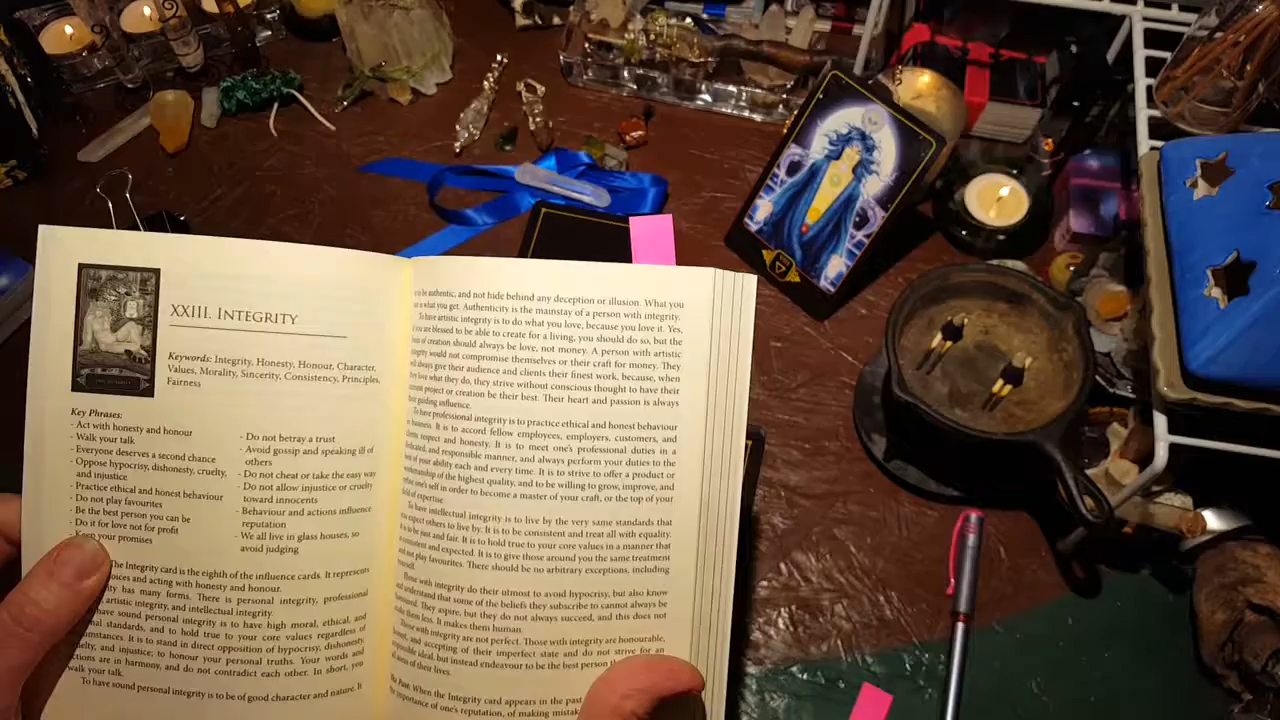 XXIII. INTEGRITY
Keywords: Integrity, Honesty, Honour, Character,
Values, Morality, Sincerity, Consistency, Principles,
Fairness
Key Phrases:
- Act with honesty and honour
- Walk your talk
- Everyone deserves a second chance
- Oppose hypocrisy, dishonesty, cruelty,
and injustice
- Practice ethical and honest behaviour
- Do not play favourites
- Be the best person you can be
- Do it for love not for profit
- Keep your promises
- Do not betray a trust
- Avoid gossip and speaking ill of
others
- Do not cheat or take the easy way
- Do not allow injustice or cruelty
toward innocents
- Behaviour and actions influence
reputation
- We all live in glass houses, so
avoid judging
The Integrity card is the eighth of the influence cards. It represents
and acting with honesty and honour.
has many forms. There is personal integrity, professional
artistic integrity, and intellectual integrity.
have sound personal integrity is to have high moral, ethical, and
standards, and to hold true to your core values regardless of
It is to stand in direct opposition of hypocrisy, dishonesty,
and injustice; to honour your personal truths. Your words and
are in harmony, and do not contradict each other. In short, you
walk your talk.
To have sound personal integrity is to be of good character and nature. It
be authentic, and not hide behind any deception or illusion. What you
is what you get. Authenticity is the mainstay of a person with integrity.
To have artistic integrity is to do what you love, because you love it. Yes,
you are blessed to be able to create for a living, you should do so, but the
of creation should always be love, not money. A person with artistic
integrity would not compromise themselves or their craft for money. They
will always give their audience and clients their finest work, because, when
they love what they do, they strive without conscious thought to have their
current project or creation be their best. Their heart and passion is always
their guiding influence.
To have professional integrity is to practice ethical and honest behaviour
in business. It is to accord fellow employees, employers, customers, and
clients respect and honesty. It is to meet one's professional duties in a
dedicated, and responsible manner, and always perform your duties to the
best of your ability each and every time. It is to strive to offer a product or
workmanship of the highest quality, and to be willing to grow, improve, and
refine one's self in order to become a master of your craft, or the top of your
field of expertise.
To have intellectual integrity is to live by the very same standards that
you expect others to live by. It is to be consistent and treat all with equality.
It is to be just and fair. It is to hold true to your core values in a manner that
is consistent and expected. It is to give those around you the same treatment
and not play favourites. There should be no arbitrary exceptions, including
yourself.
Those with integrity do their utmost to avoid hypocrisy, but also know
and understand that some of the beliefs they subscribe to cannot always be
They aspire, but they do not always succeed, and this does not
make them less. It makes them human.
Those with integrity are not perfect. Those with integrity are honourable,
honest, and accepting of their imperfect state and do not strive for an
impossible ideal, but instead endeavour to be the best person
all areas of their lives.
The Past: When the Integrity card appears in the past
the importance of one's reputation, of making